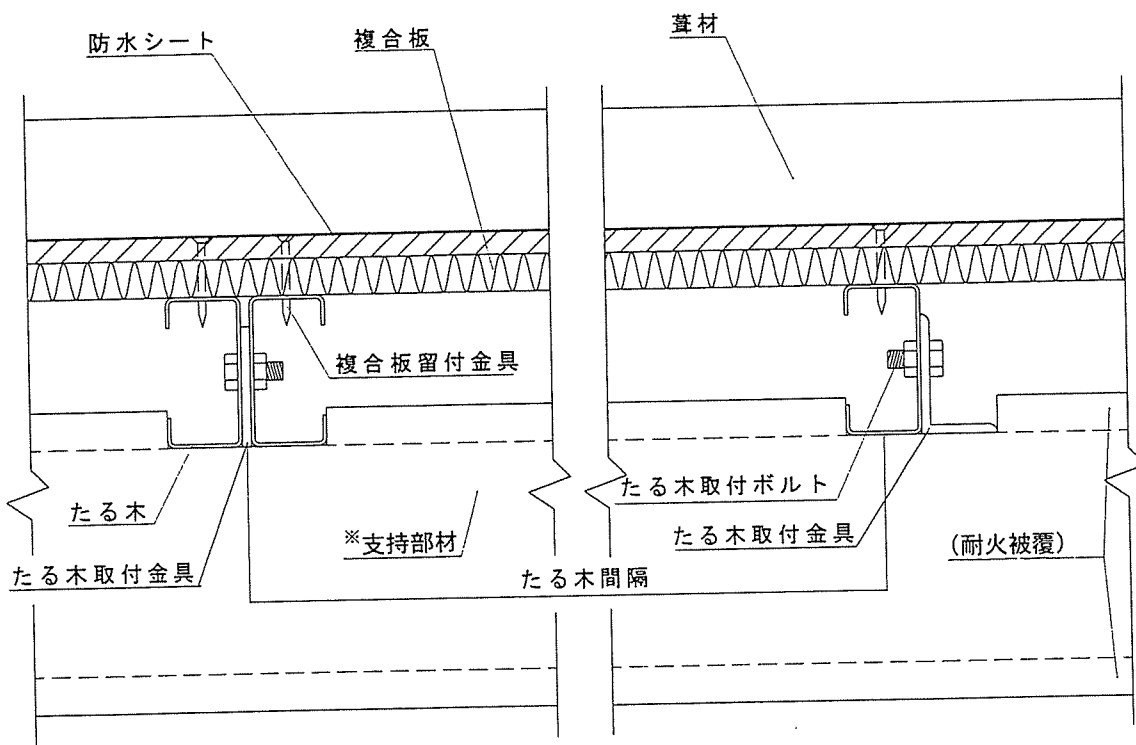 防水シート
複合板
葺材
複合板留付金具
たる木
※支持部材
たる木取付ボルト
たる木取付金具
(耐火被覆)
たる木取付金具
たる木間隔